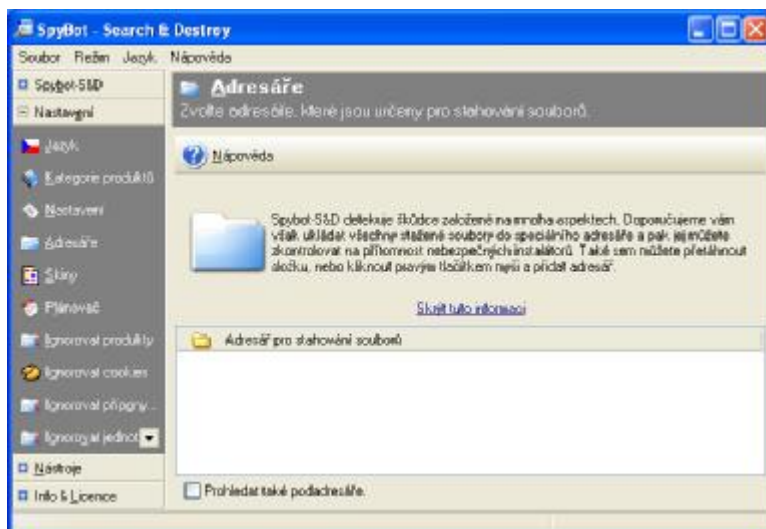 SpyBot - Search & Destroy
Soubor Režim Jazyk Nápověda
Spybot-S&D
Nastavení
Jazyk
Kategorie produktů
Nastavení
Adresáře
Skiny
Plánovač
Ignorovat produkty
Ignorovat cookies
Ignorovat přípony...
Ignorovat jednot
Nástroje
Info & Licence
Adresáře
Zvolte adresáře, které jsou určeny pro stahování souborů.
Nápověda
Spybot-S&D detekuje škůdce založené na mnoha aspektech. Doporučujeme vám
však ukládat všechny stažené soubory do speciálního adresáře a pak jej můžete
zkontrolovat na přítomnost nebezpečných instalátorů. Také sem můžete přetáhnout
složku, nebo kliknout pravým tlačítkem myši a přidat adresář.
Skrýt tuto informaci
Adresář pro stahování souborů
Prohledat také podadresáře.